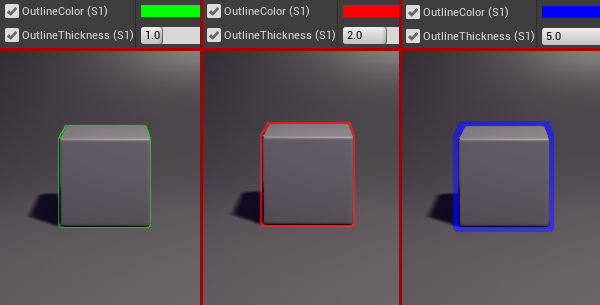 OutlineColor (S1)
OutlineThickness (S1) 1.0
OutlineColor (S1)
OutlineThickness (S1) 2.0
OutlineColor (S1)
OutlineThickness (S1) 5.0